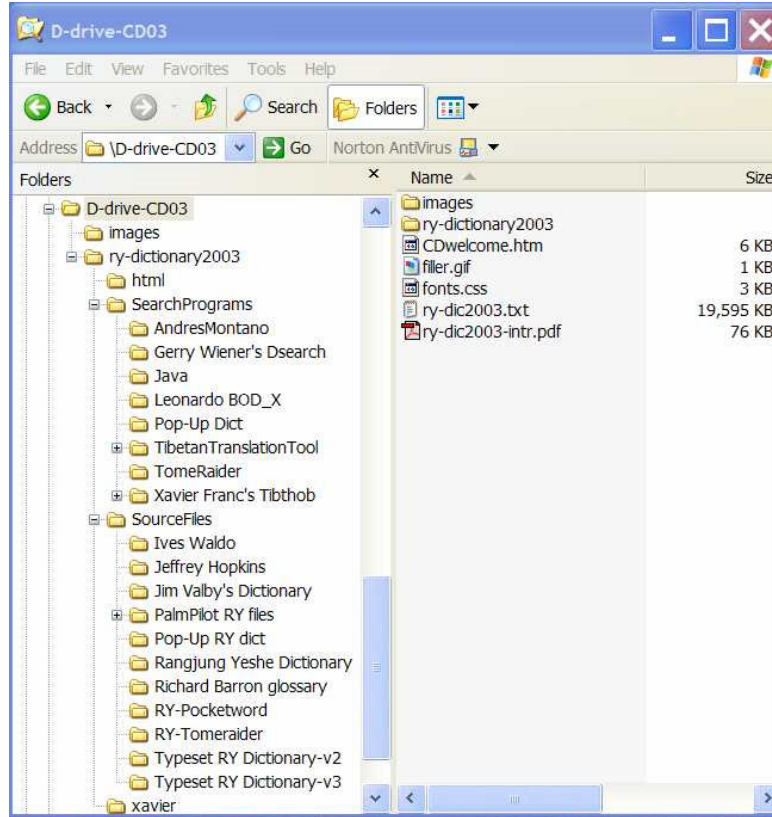 D-drive-CD03
File Edit View Favorites Tools Help
Back Search Folders
Address \D-drive-CD03 Go Norton AntiVirus
Folders × Name Size
D-drive-CD03
images
ry-dictionary2003
html
SearchPrograms
AndresMontano
Gerry Wiener's Dsearch
Java
Leonardo BOD_X
Pop-Up Dict
TibetanTranslationTool
TomeRaider
Xavier Franc's Tibthob
SourceFiles
Ives Waldo
Jeffrey Hopkins
Jim Valby's Dictionary
PalmPilot RY files
Pop-Up RY dict
Rangjung Yeshe Dictionary
Richard Barron glossary
RY-Pocketword
RY-Tomeraider
Typeset RY Dictionary-v2
Typeset RY Dictionary-v3
xavier
images
ry-dictionary2003
CDwelcome.htm 6 KB
filler.gif 1 KB
fonts.css 3 KB
ry-dic2003.txt 19,595 KB
ry-dic2003-intr.pdf 76 KB